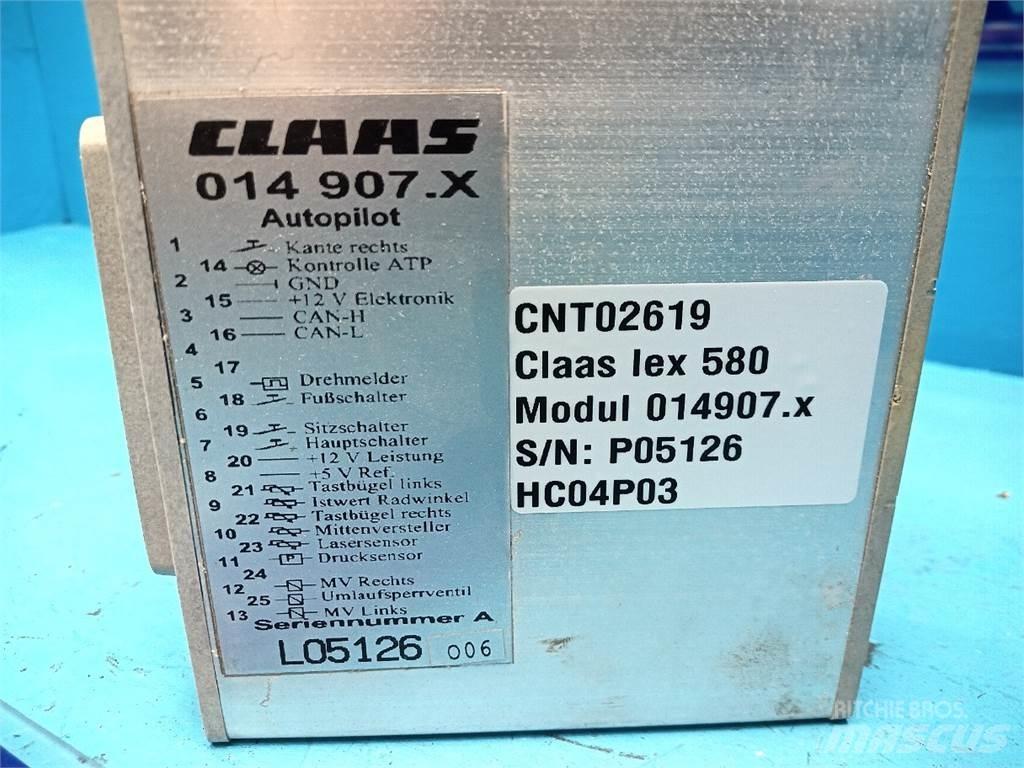 CLAAS
014 907.X
Autopilot
1 Kante rechts
14 Kontrolle ATP
2 GND
15 +12 V Elektronik
3 CAN-H
16 CAN-L
4
17
5 Drehmelder
18 Fußschalter
6
19 Sitzschalter
7 Hauptschalter
20 +12 V Leistung
8 +5 V Ref.
21 Tastbügel links
9 Istwert Radwinkel
22 Tastbügel rechts
10 Mittenversteller
23 Lasersensor
11 P Drucksensor
24
12 MV Rechts
25 Umlaufsperrventil
13 MV Links
Seriennummer A
L05126 006
CNT02619
Claas lex 580
Modul 014907.x
S/N: P05126
HC04P03
RITCHIE BROS.
MASCUS